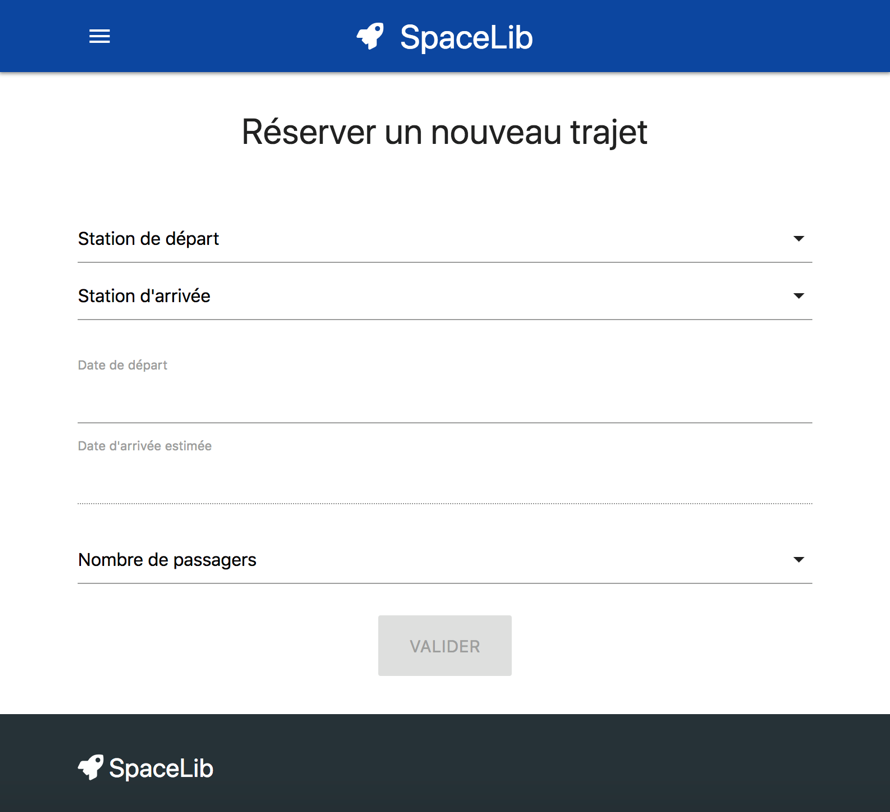 SpaceLib
Réserver un nouveau trajet
Station de départ
Station d'arrivée
Date de départ
Date d'arrivée estimée
Nombre de passagers
VALIDER
SpaceLib